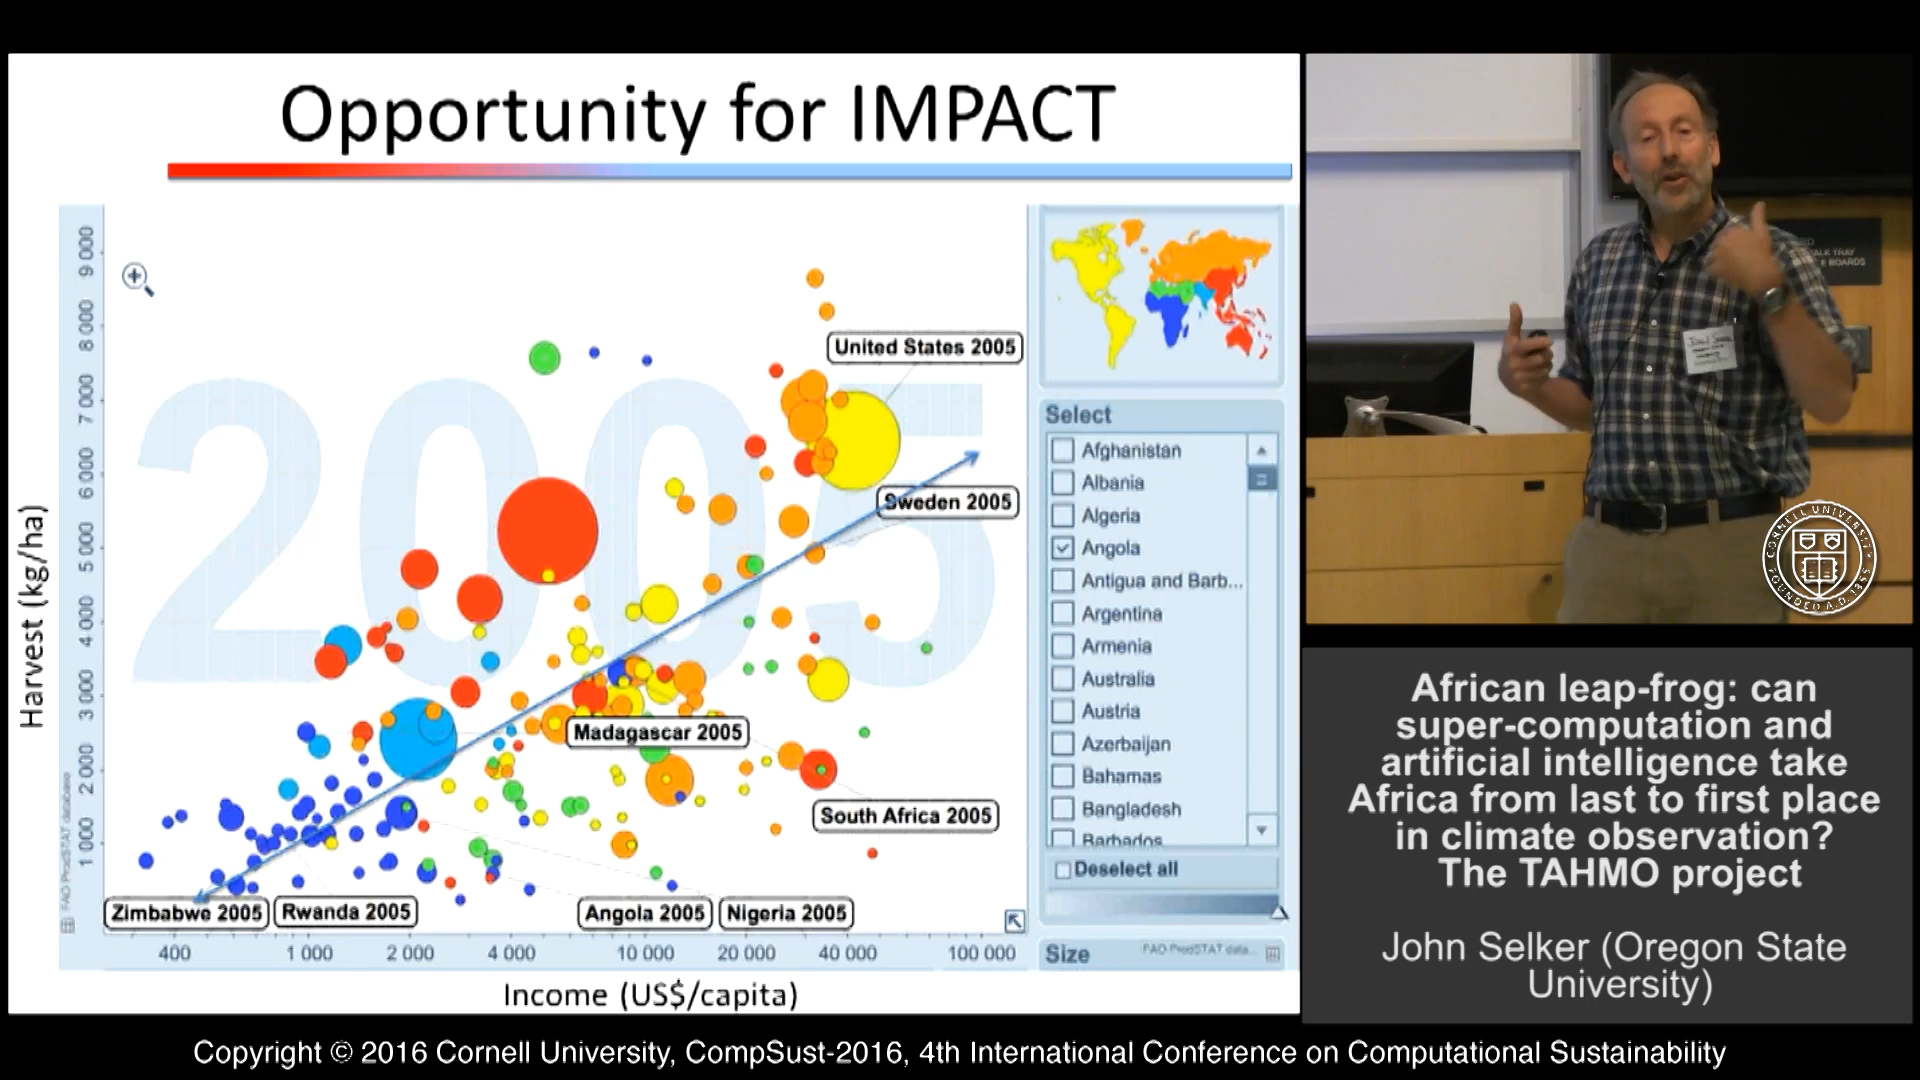 Opportunity for IMPACT
Harvest (kg/ha)
9 000
8 000
7 000
6 000
5 000
4 000
3 000
2 000
1 000
FAO ProdSTAT database
2005
United States 2005
Sweden 2005
Madagascar 2005
South Africa 2005
Zimbabwe 2005
Rwanda 2005
Angola 2005
Nigeria 2005
400
1 000
2 000
4 000
10 000
20 000
40 000
100 000
Income (US$/capita)
Select
Afghanistan
Albania
Algeria
Angola
Antigua and Barb...
Argentina
Armenia
Australia
Austria
Azerbaijan
Bahamas
Bangladesh
Barbados
Deselect all
Size
FAO ProdSTAT data...
CORNELL UNIVERSITY
FOUNDED A.D. 1865
African leap-frog: can
super-computation and
artificial intelligence take
Africa from last to first place
in climate observation?
The TAHMO project
John Selker (Oregon State
University)
Copyright © 2016 Cornell University, CompSust-2016, 4th International Conference on Computational Sustainability